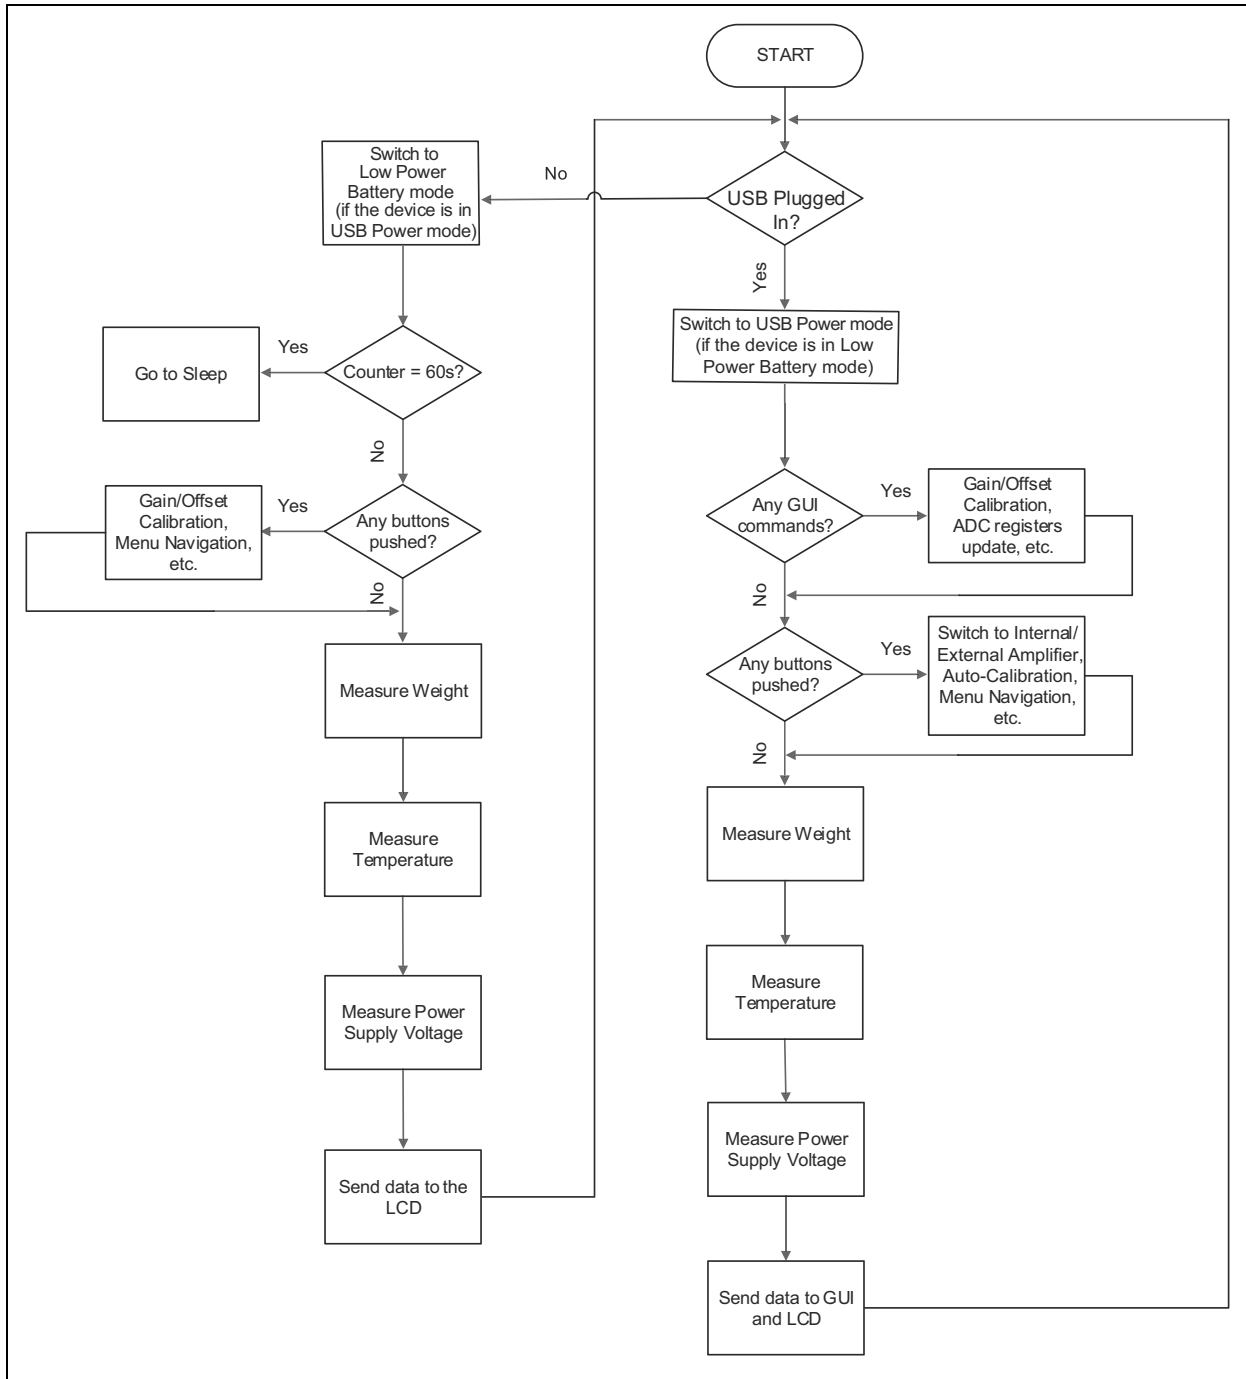 START
USB Plugged
In?
No
Yes
Switch to
Low Power
Battery mode
(if the device is in
USB Power mode)
Counter = 60s?
Yes
Go to Sleep
No
Any buttons
pushed?
Yes
Gain/Offset
Calibration,
Menu Navigation,
etc.
No
Measure Weight
Measure
Temperature
Measure Power
Supply Voltage
Send data to the
LCD
Switch to USB Power mode
(if the device is in Low
Power Battery mode)
Any GUI
commands?
Yes
Gain/Offset
Calibration,
ADC registers
update, etc.
No
Any buttons
pushed?
Yes
Switch to Internal/
External Amplifier,
Auto-Calibration,
Menu Navigation,
etc.
No
Measure Weight
Measure
Temperature
Measure Power
Supply Voltage
Send data to GUI
and LCD